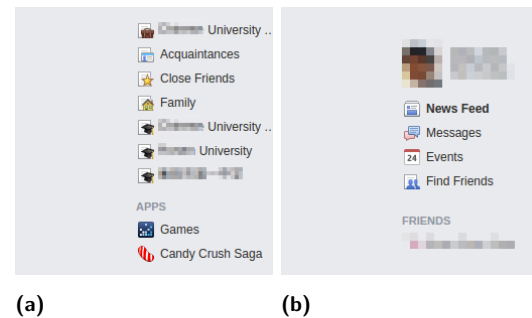 University ..
Acquaintances
Close Friends
Family
University ..
University
APPS
Games
Candy Crush Saga
News Feed
Messages
24 Events
Find Friends
FRIENDS
(a)
(b)